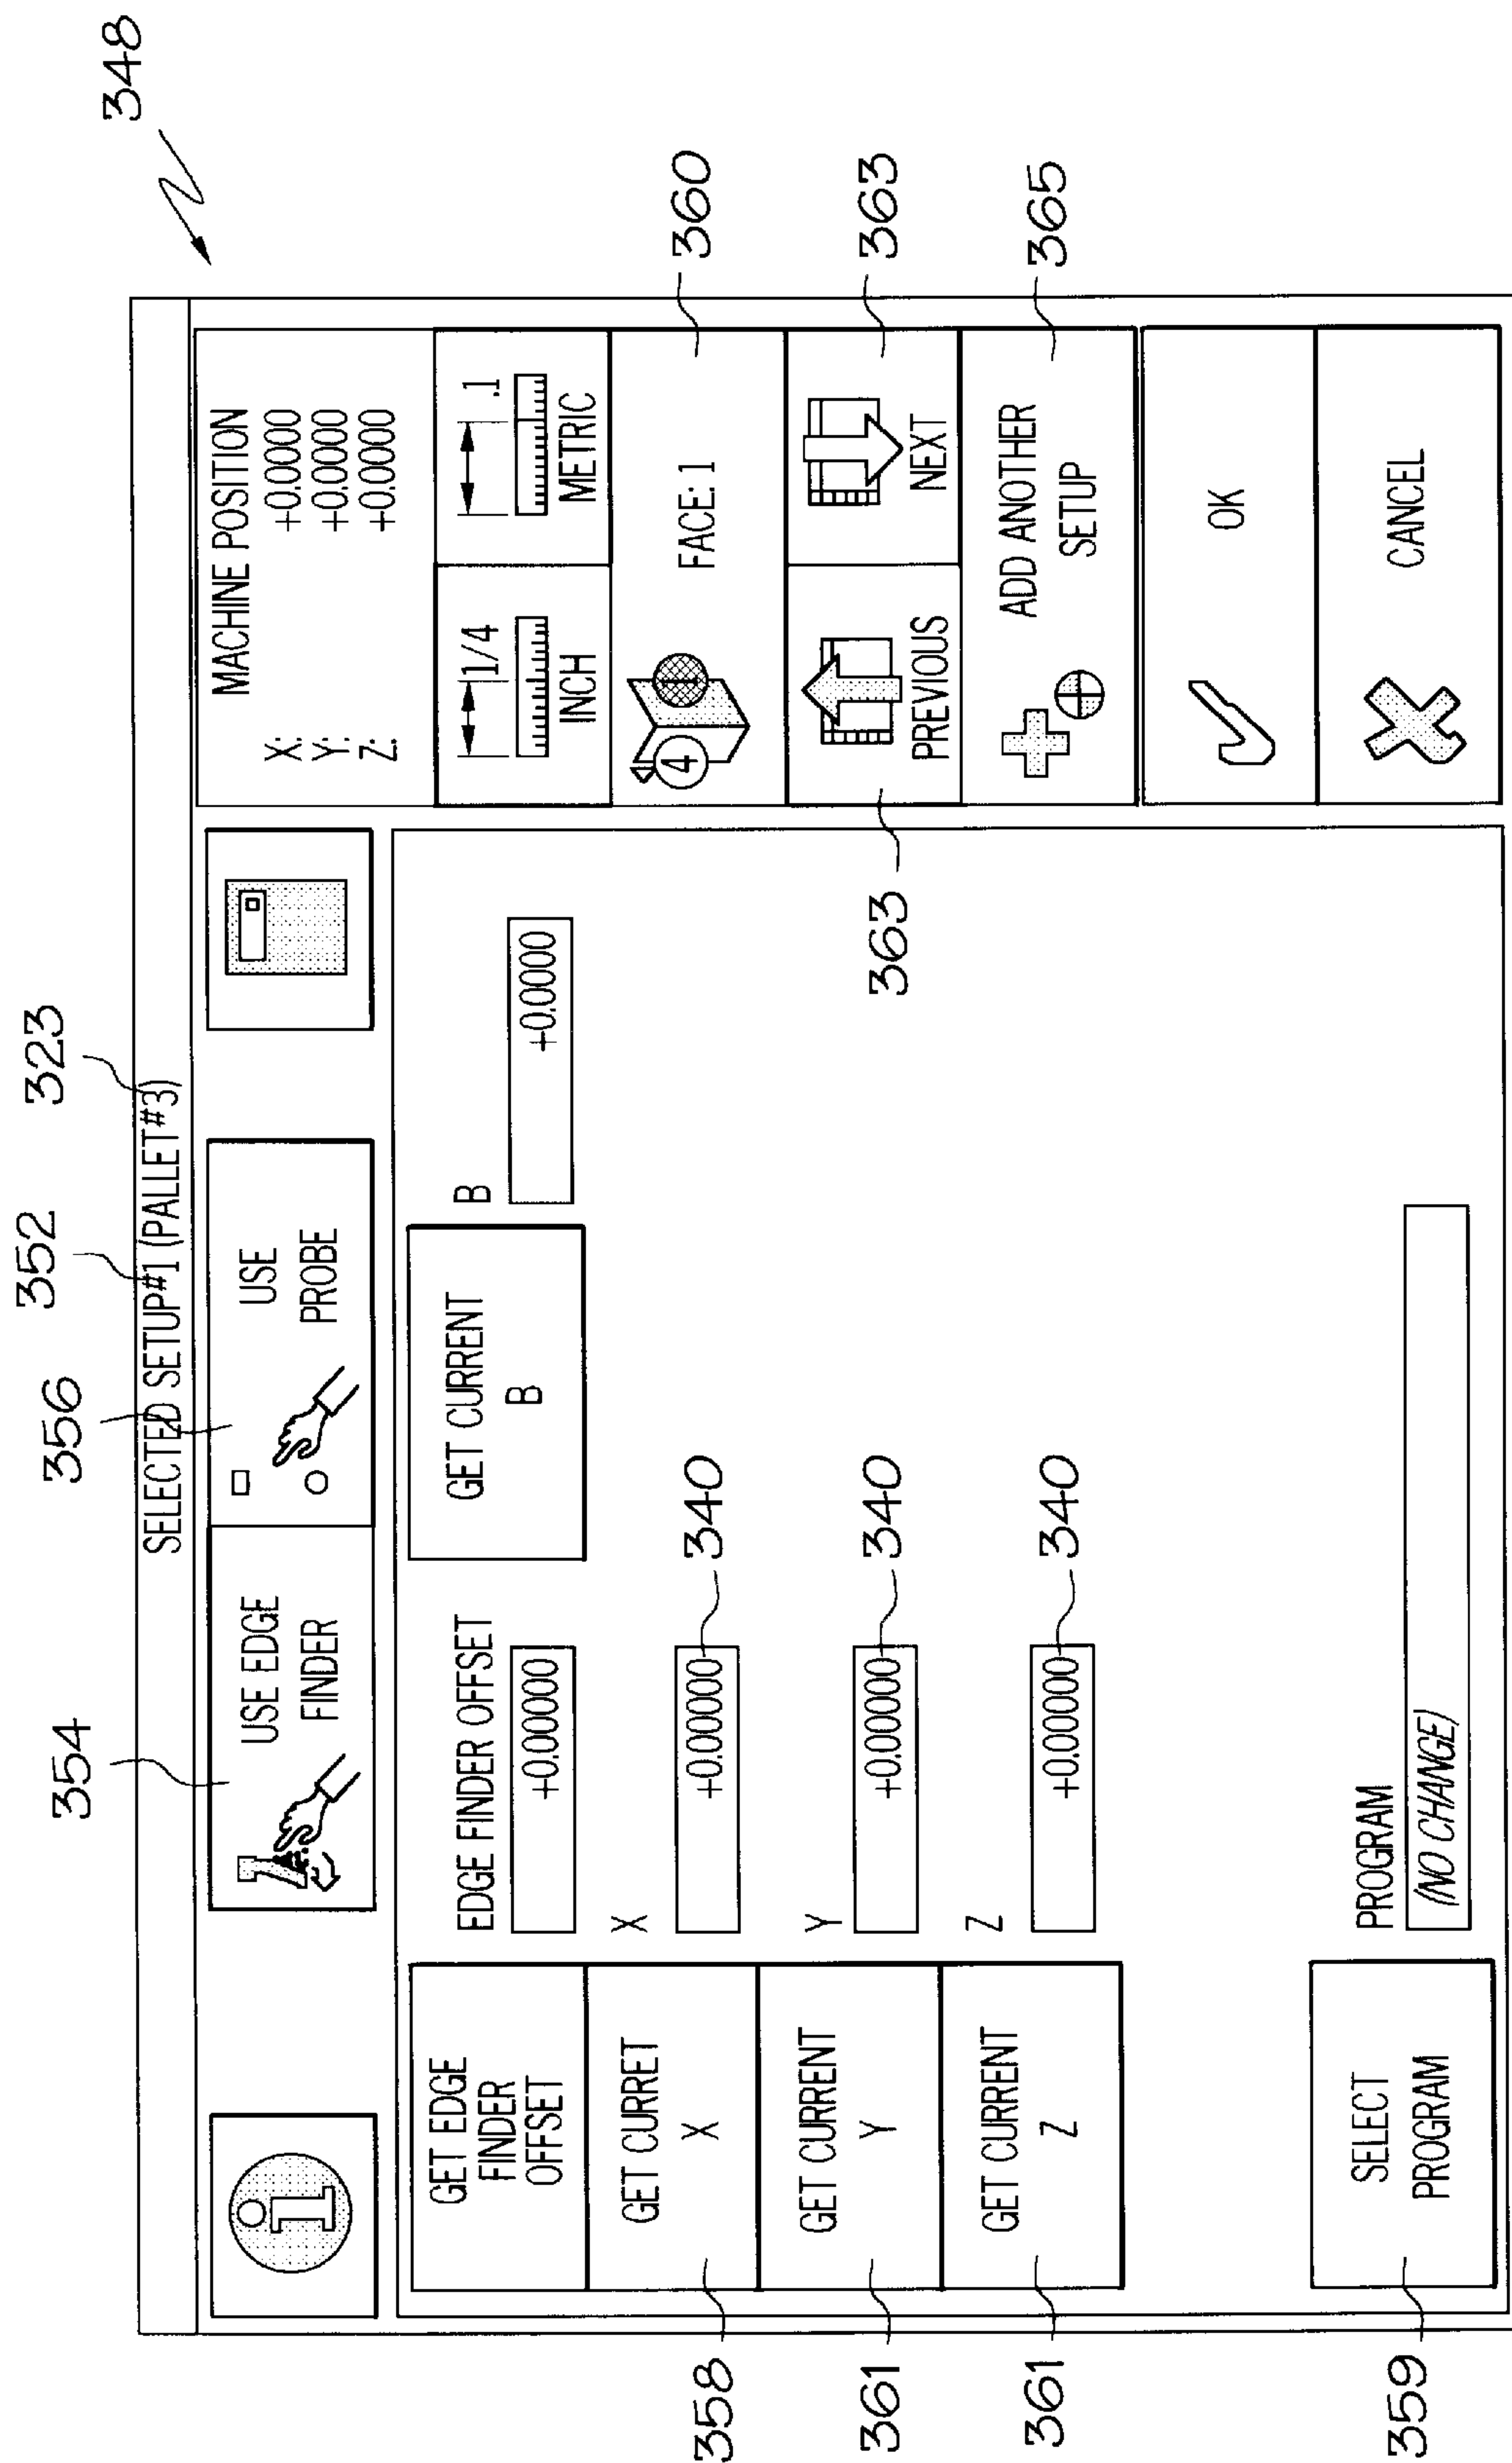 348
323
352
356
354
SELECTED SETUP#1 (PALLET#3)
USE EDGE
FINDER
USE
PROBE
MACHINE POSITION
X: +0.0000
Y: +0.0000
Z: +0.0000
1/4
INCH
.1
METRIC
4
FACE: 1
360
PREVIOUS
NEXT
363
363
ADD ANOTHER
SETUP
365
OK
CANCEL
GET EDGE
FINDER
OFFSET
EDGE FINDER OFFSET
+0.00000
GET CURRENT
B
B
+0.0000
358
GET CURRET
X
X
+0.00000
340
361
GET CURRENT
Y
Y
+0.00000
340
361
GET CURRENT
Z
Z
+0.00000
340
359
SELECT
PROGRAM
PROGRAM
(NO CHANGE)